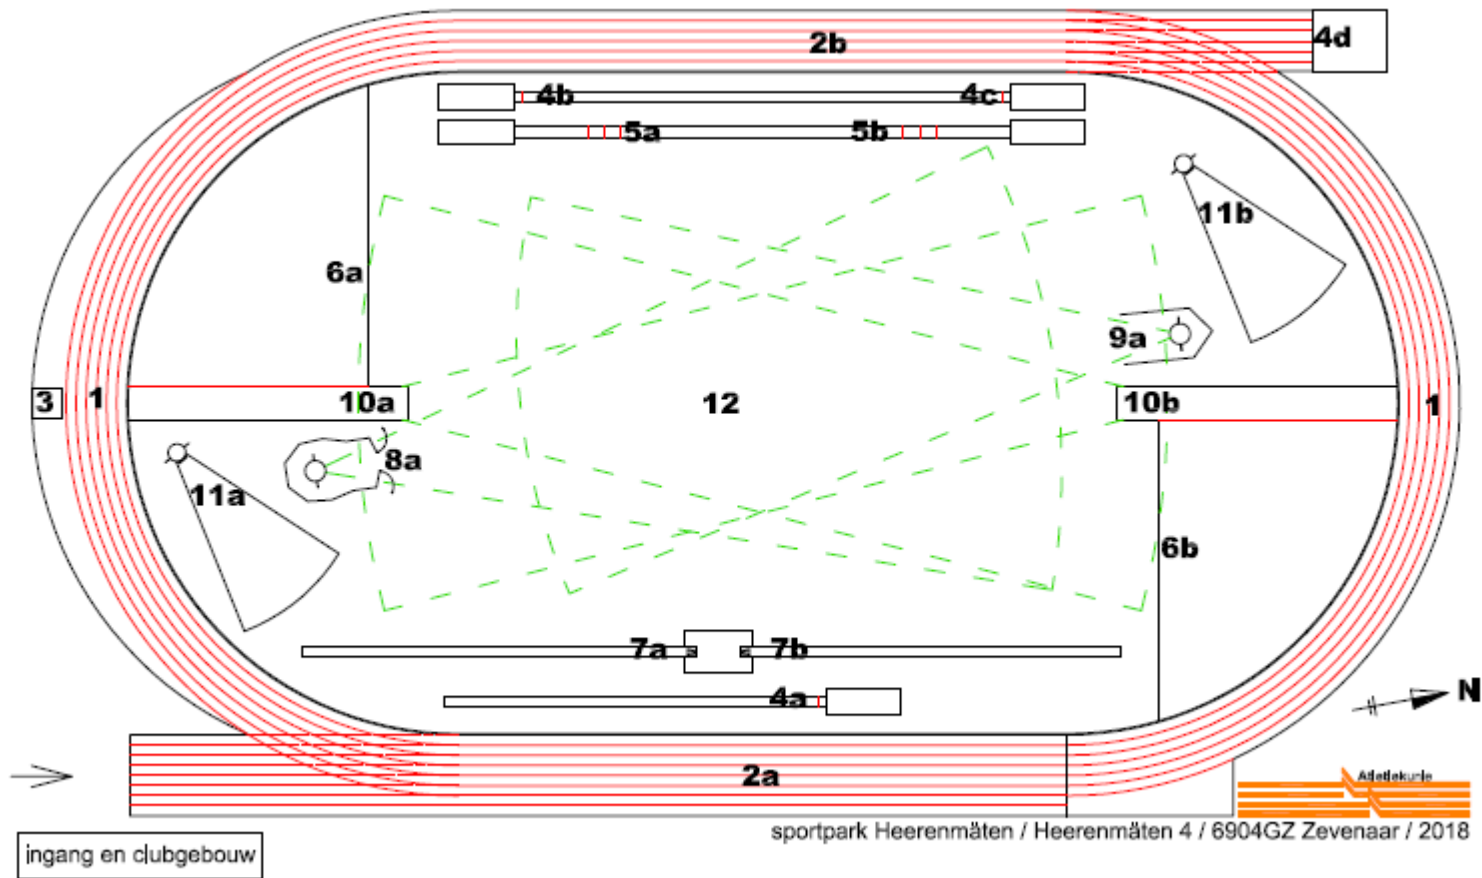 2b
4d
4b
4c
5a
5b
11b
6a
9a
3
1
10a
12
10b
1
8a
11a
6b
7a
7b
4a
N
2a
Atletiekunie
sportpark Heerenmäten / Heerenmäten 4 / 6904GZ Zevenaar / 2018
ingang en clubgebouw